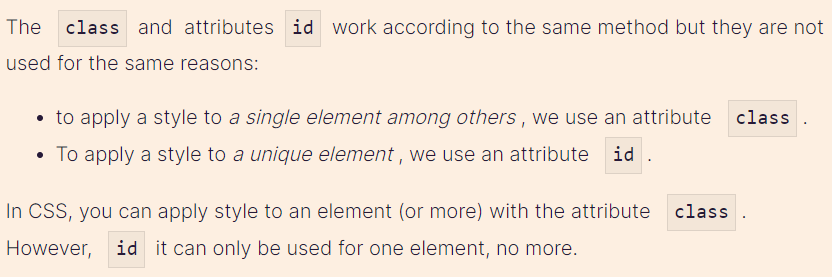 The class and attributes id work according to the same method but they are not
used for the same reasons:
• to apply a style to a single element among others , we use an attribute class .
• To apply a style to a unique element , we use an attribute id .
In CSS, you can apply style to an element (or more) with the attribute class .
However, id it can only be used for one element, no more.